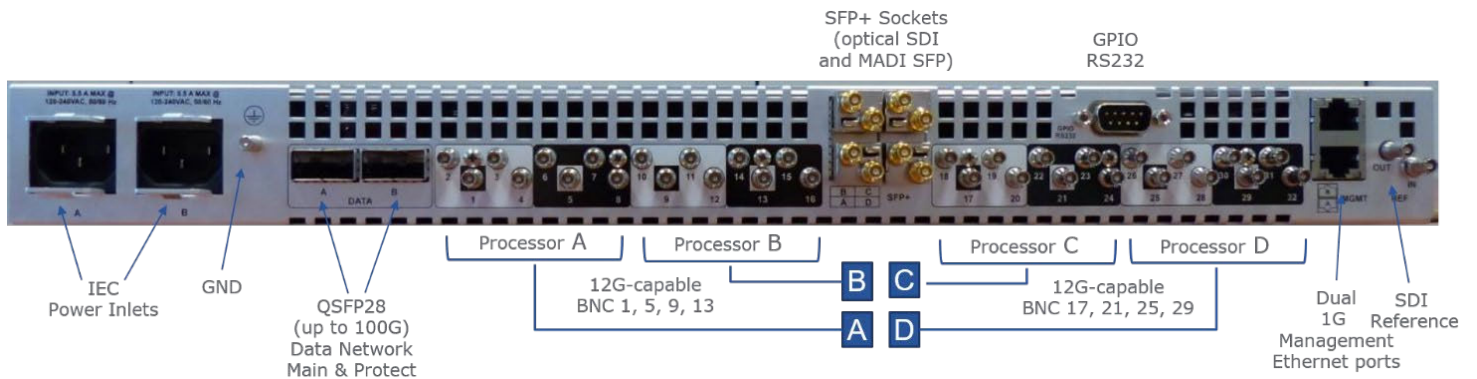 SFP+ Sockets
(optical SDI
and MADI SFP)
GPIO
RS232
INPUT: 5.5 A MAX @
120-240VAC, 50/60 Hz
INPUT: 5.5 A MAX @
120-240VAC, 50/60 Hz
GPIO
RS232
A
B
A
B
DATA
2
3
6
7
10
11
14
15
1
4
5
8
9
12
13
16
B C
A D
SFP+
18
19
22
23
26
27
30
31
17
20
21
24
25
28
29
32
B
A
MGMT
OUT
IN
REF
Processor A
Processor B
Processor C
Processor D
IEC
Power Inlets
GND
QSFP28
(up to 100G)
Data Network
Main & Protect
12G-capable
BNC 1, 5, 9, 13
B C
A D
12G-capable
BNC 17, 21, 25, 29
Dual
1G
Management
Ethernet ports
SDI
Reference